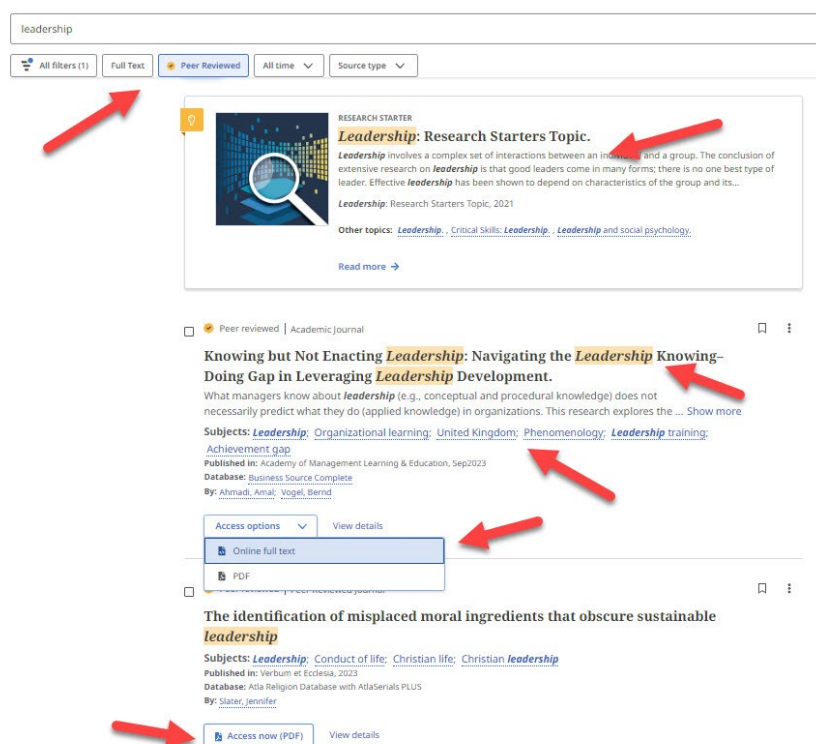 leadership
All filters (1) Full Text Peer Reviewed All time Source type
RESEARCH STARTER
Leadership: Research Starters Topic.
Leadership involves a complex set of interactions between an and a group. The conclusion of
extensive research on leadership is that good leaders come in many forms; there is no one best type of
leader. Effective leadership has been shown to depend on characteristics of the group and its...
Leadership: Research Starters Topic, 2021
Other topics: Leadership. , Critical Skills: Leadership. , Leadership and social psychology.
Read more
Peer reviewed | Academic Journal
Knowing but Not Enacting Leadership: Navigating the Leadership Knowing–
Doing Gap in Leveraging Leadership Development.
What managers know about leadership (e.g., conceptual and procedural knowledge) does not
necessarily predict what they do (applied knowledge) in organizations. This research explores the ... Show more
Subjects: Leadership; Organizational learning; United Kingdom; Phenomenology; Leadership training;
Achievement gap
Published in: Academy of Management Learning & Education, Sep2023
Database: Business Source Complete
By: Ahmadi, Amal; Vogel, Bernd
Access options View details
Online full text
PDF
The identification of misplaced moral ingredients that obscure sustainable
leadership
Subjects: Leadership; Conduct of life; Christian life; Christian leadership
Published in: Verbum et Ecclesia, 2023
Database: Atla Religion Database with AtlaSerials PLUS
By: Slater, Jennifer
Access now (PDF) View details